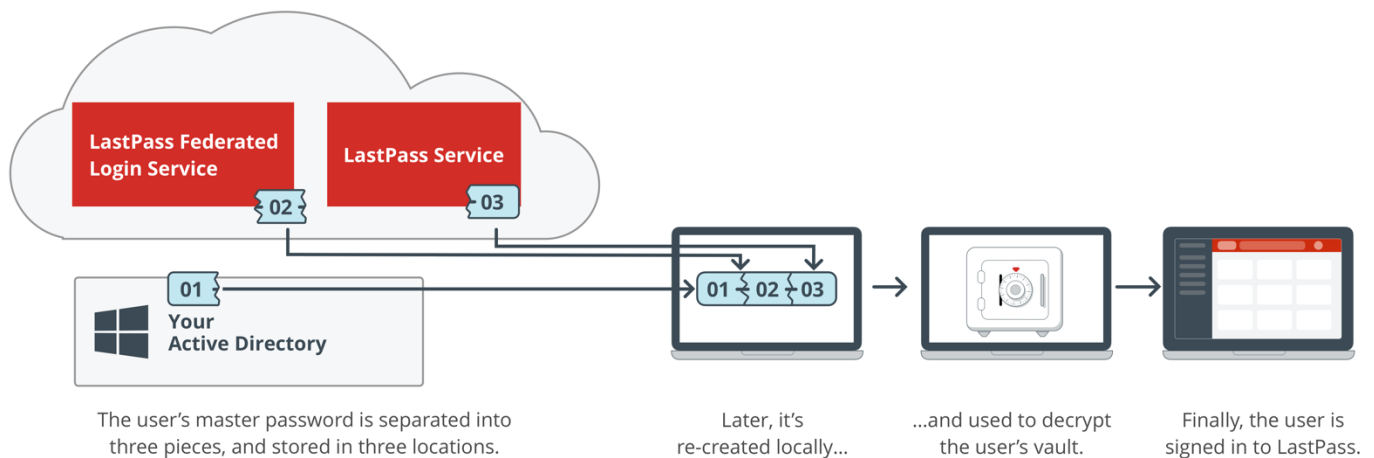 LastPass Federated
Login Service
02
LastPass Service
03
01
Your
Active Directory
01
02
03
The user’s master password is separated into
three pieces, and stored in three locations.
Later, it’s
re-created locally...
...and used to decrypt
the user’s vault.
Finally, the user is
signed in to LastPass.